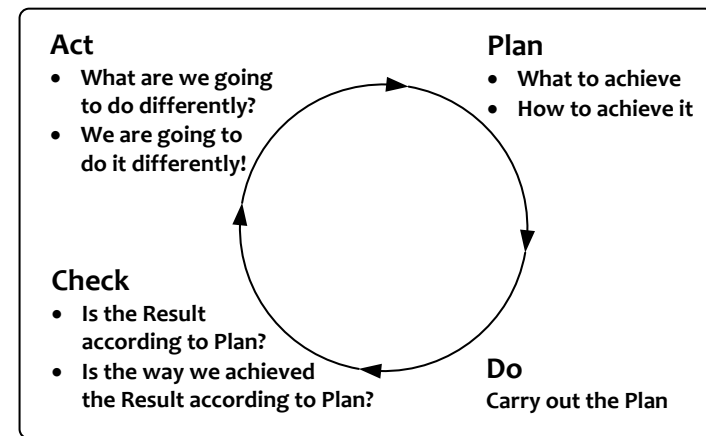 Act
• What are we going
to do differently?
• We are going to
do it differently!
Plan
• What to achieve
• How to achieve it
Check
• Is the Result
according to Plan?
• Is the way we achieved
the Result according to Plan?
Do
Carry out the Plan